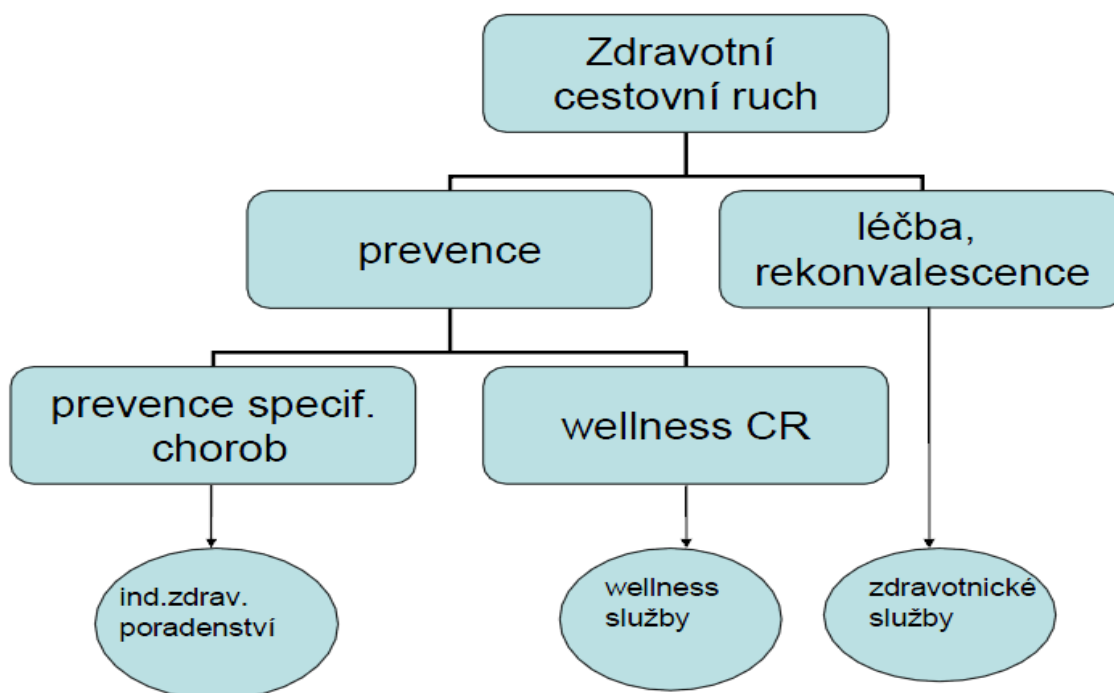 Zdravotní
cestovní ruch
prevence
léčba,
rekonvalescence
prevence specif.
chorob
wellness CR
ind.zdrav.
poradenství
wellness
služby
zdravotnické
služby